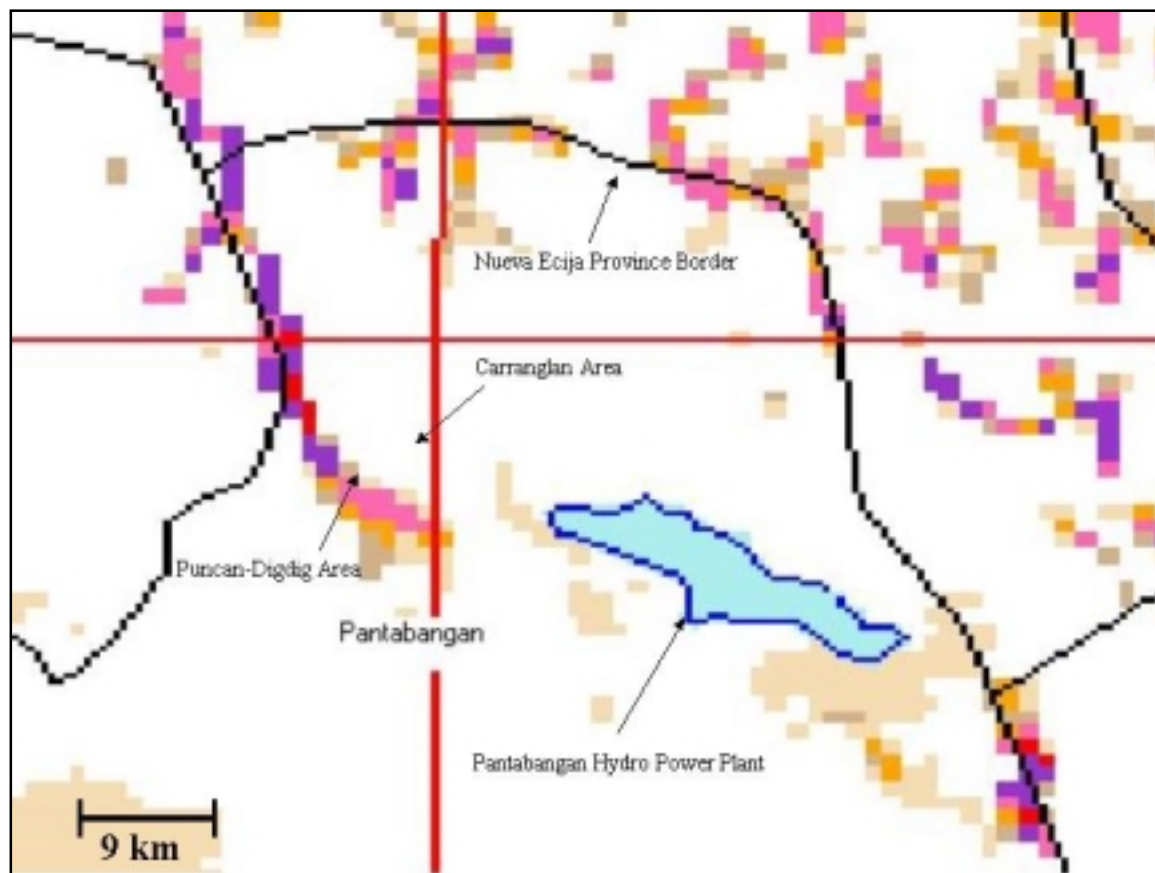 Nueva Ecija Province Border
Carranglan Area
Puncan-Digdig Area
Pantabangan
Pantabangan Hydro Power Plant
9 km